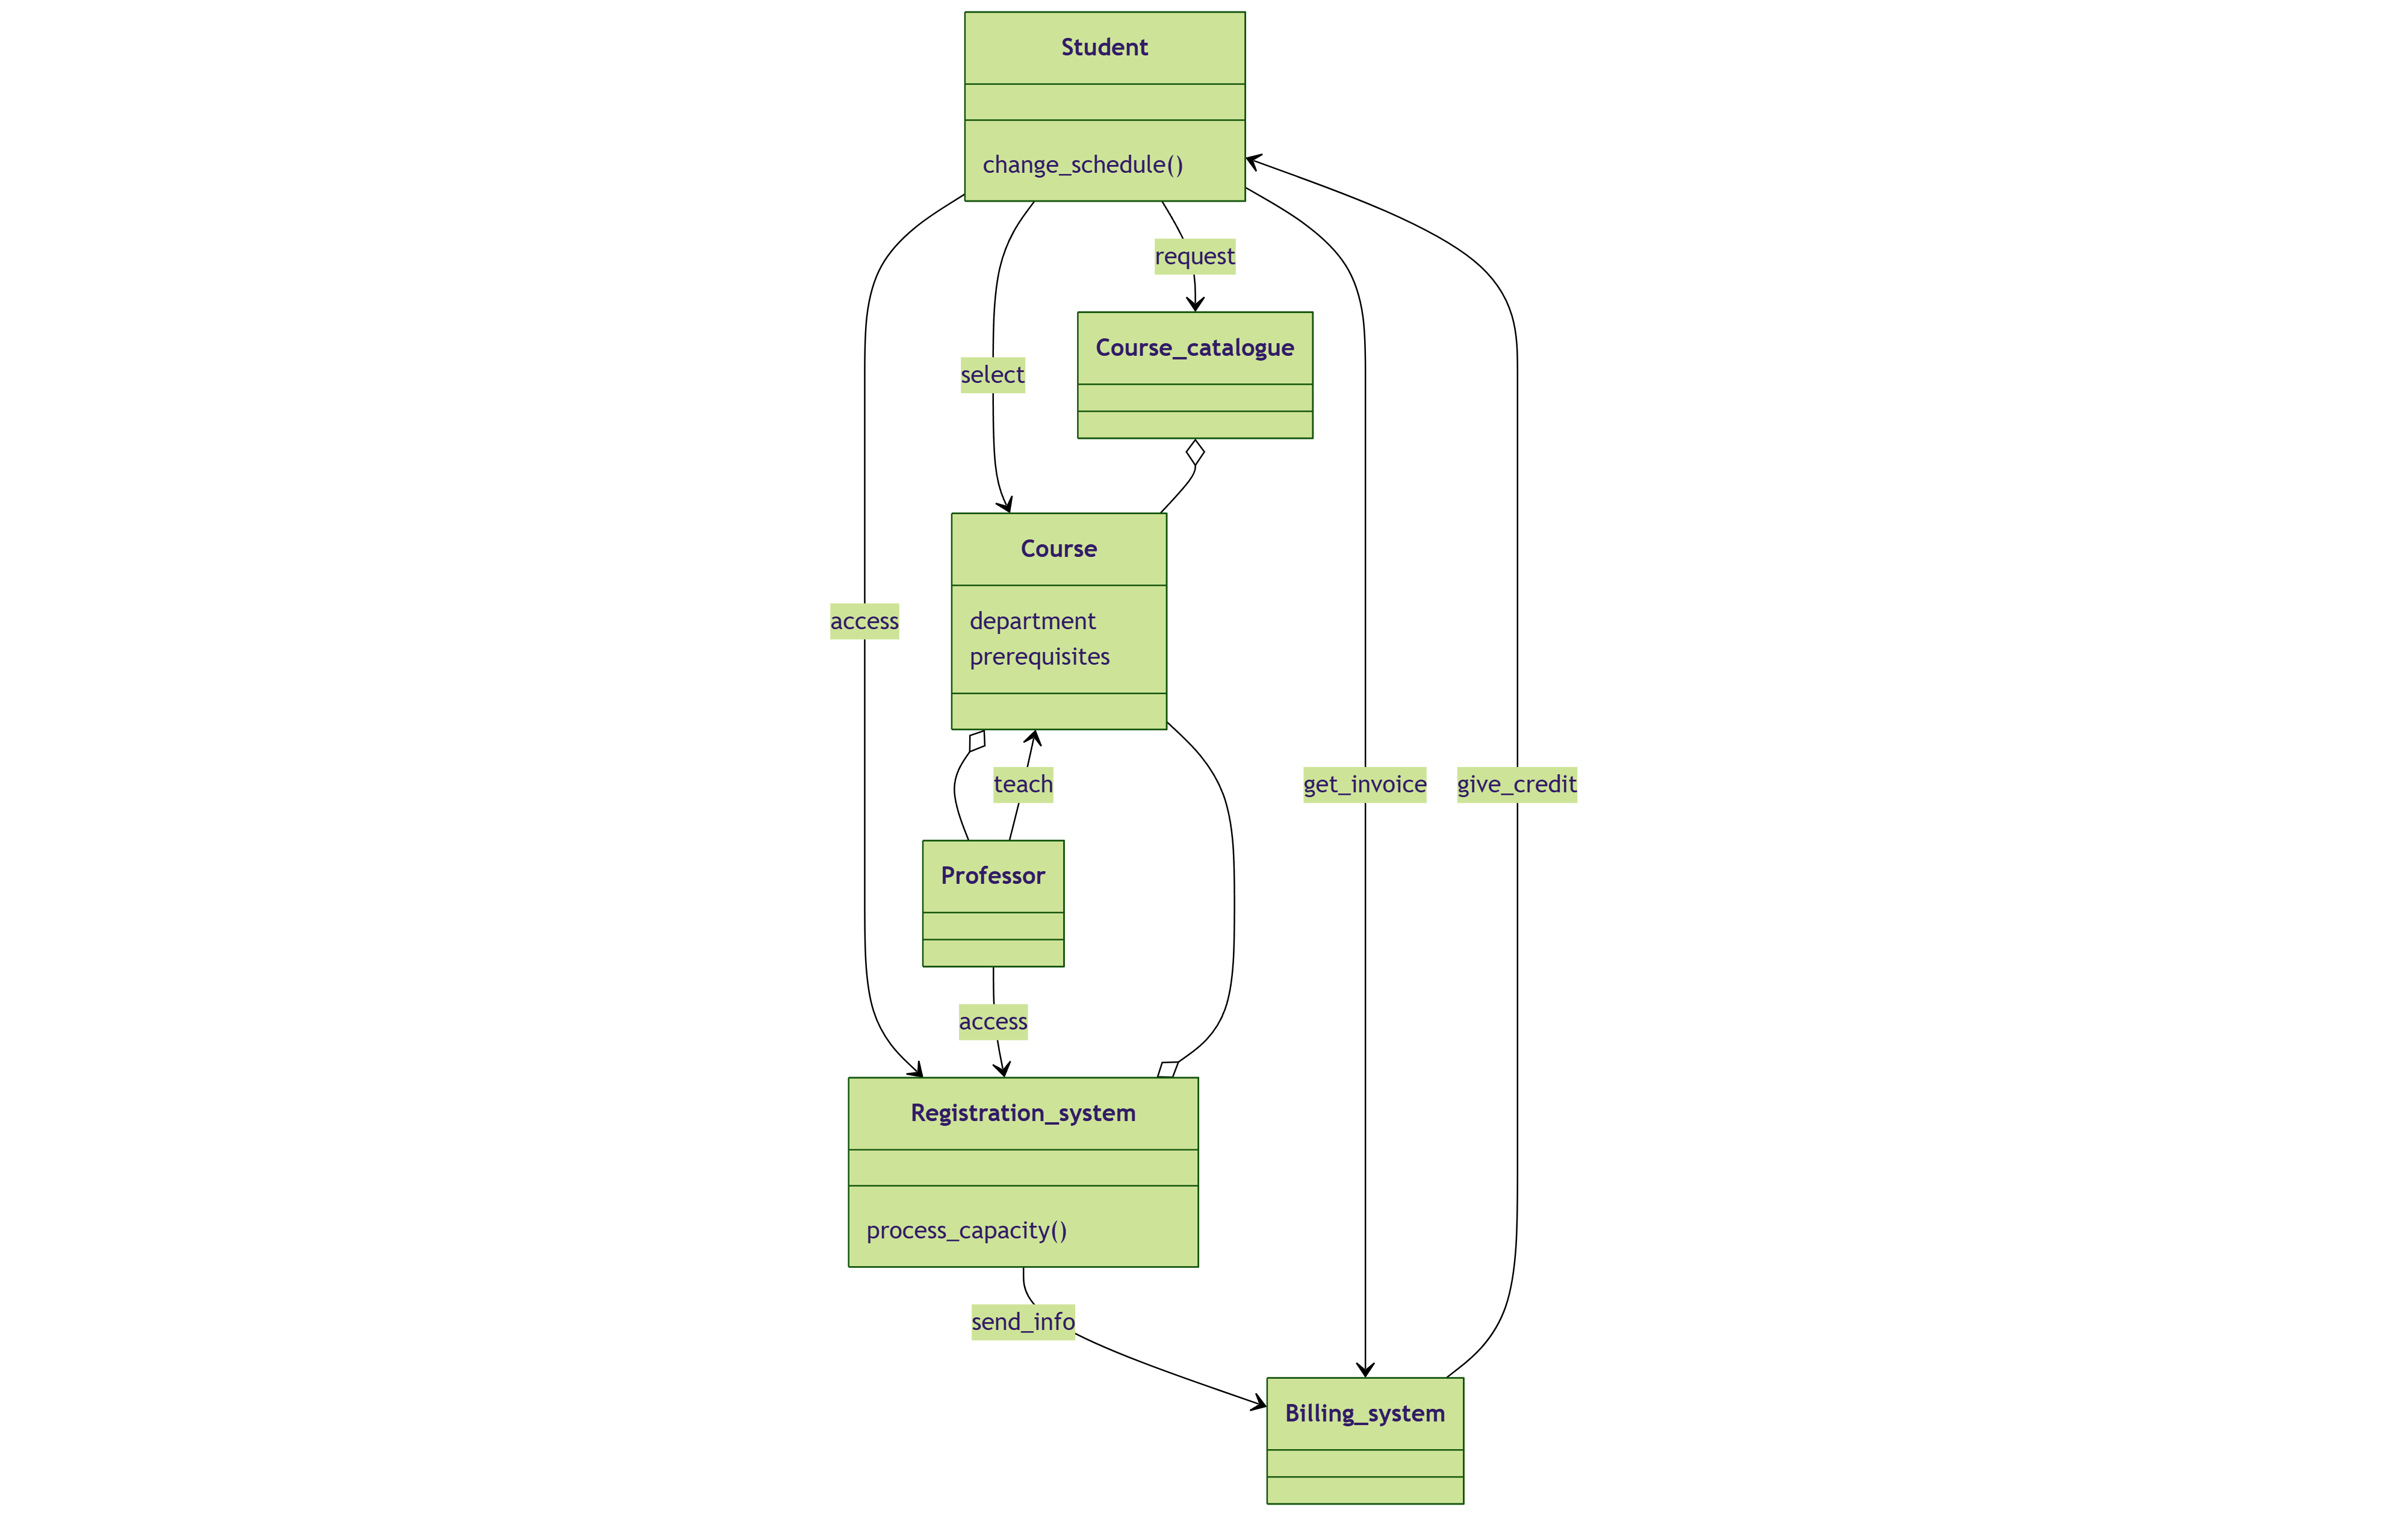 Student
change_schedule()
request
Course_catalogue
select
Course
department
prerequisites
access
teach
get_invoice
give_credit
Professor
access
Registration_system
process_capacity()
send_info
Billing_system